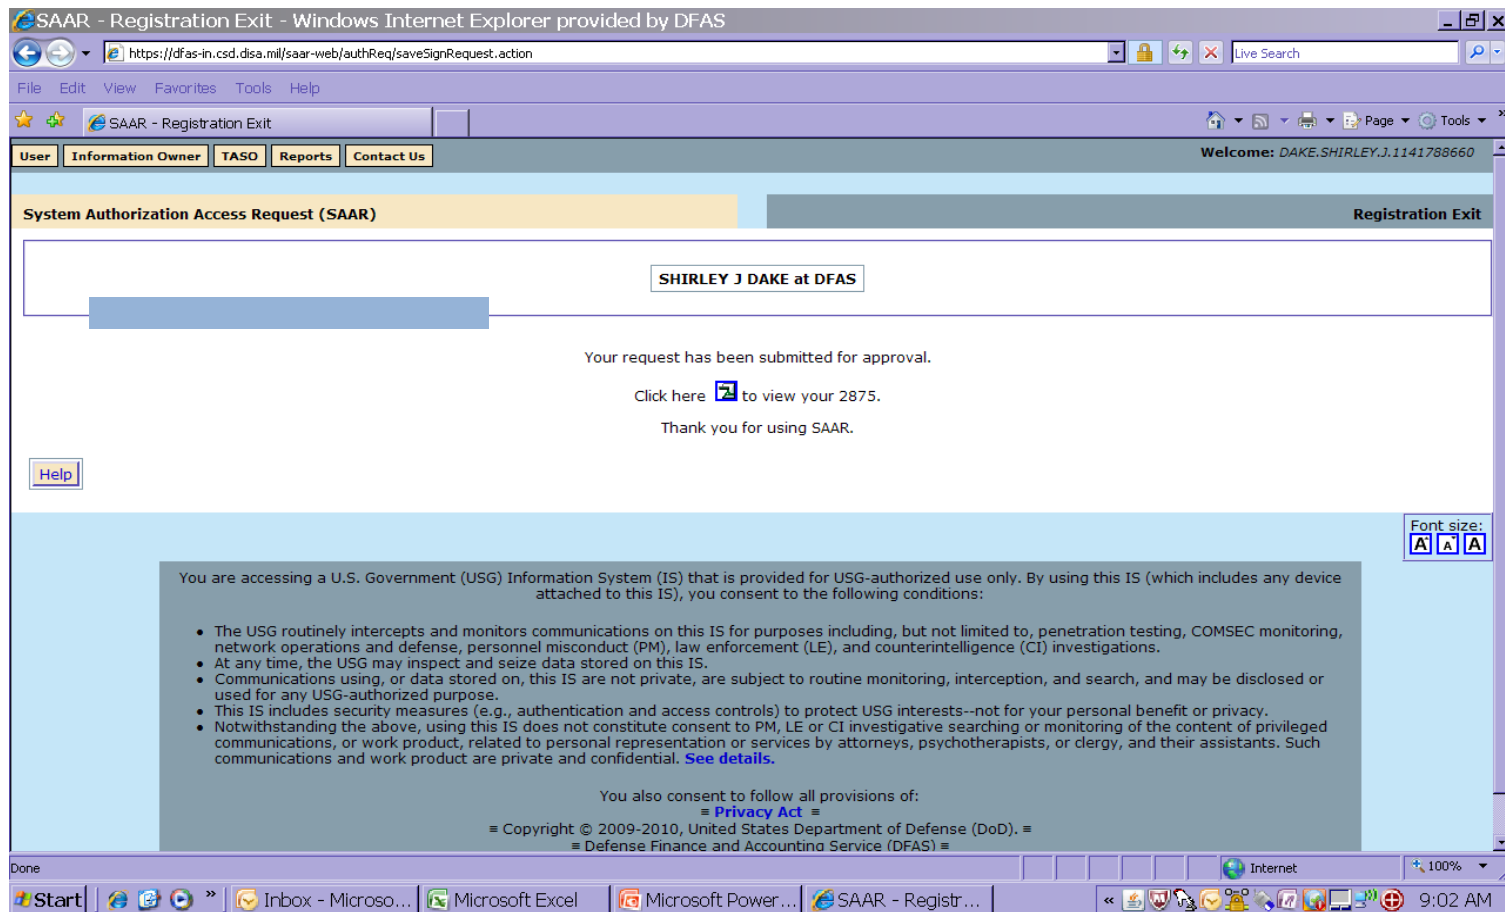 SAAR - Registration Exit - Windows Internet Explorer provided by DFAS
https://dfas-in.csd.disa.mil/saar-web/authReq/saveSignRequest.action
Live Search
File Edit View Favorites Tools Help
SAAR - Registration Exit
Page Tools
User Information Owner TASO Reports Contact Us
Welcome: DAKE.SHIRLEY.J.1141788660
System Authorization Access Request (SAAR)
Registration Exit
SHIRLEY J DAKE at DFAS
Your request has been submitted for approval.
Click here to view your 2875.
Thank you for using SAAR.
Help
Font size:
A A A
You are accessing a U.S. Government (USG) Information System (IS) that is provided for USG-authorized use only. By using this IS (which includes any device
attached to this IS), you consent to the following conditions:
• The USG routinely intercepts and monitors communications on this IS for purposes including, but not limited to, penetration testing, COMSEC monitoring,
network operations and defense, personnel misconduct (PM), law enforcement (LE), and counterintelligence (CI) investigations.
• At any time, the USG may inspect and seize data stored on this IS.
• Communications using, or data stored on, this IS are not private, are subject to routine monitoring, interception, and search, and may be disclosed or
used for any USG-authorized purpose.
• This IS includes security measures (e.g., authentication and access controls) to protect USG interests--not for your personal benefit or privacy.
• Notwithstanding the above, using this IS does not constitute consent to PM, LE or CI investigative searching or monitoring of the content of privileged
communications, or work product, related to personal representation or services by attorneys, psychotherapists, or clergy, and their assistants. Such
communications and work product are private and confidential. See details.
You also consent to follow all provisions of:
≡ Privacy Act ≡
≡ Copyright © 2009-2010, United States Department of Defense (DoD). ≡
≡ Defense Finance and Accounting Service (DFAS) ≡
Done
Internet
100%
Start
Inbox - Microso...
Microsoft Excel
Microsoft Power...
SAAR - Registr...
9:02 AM